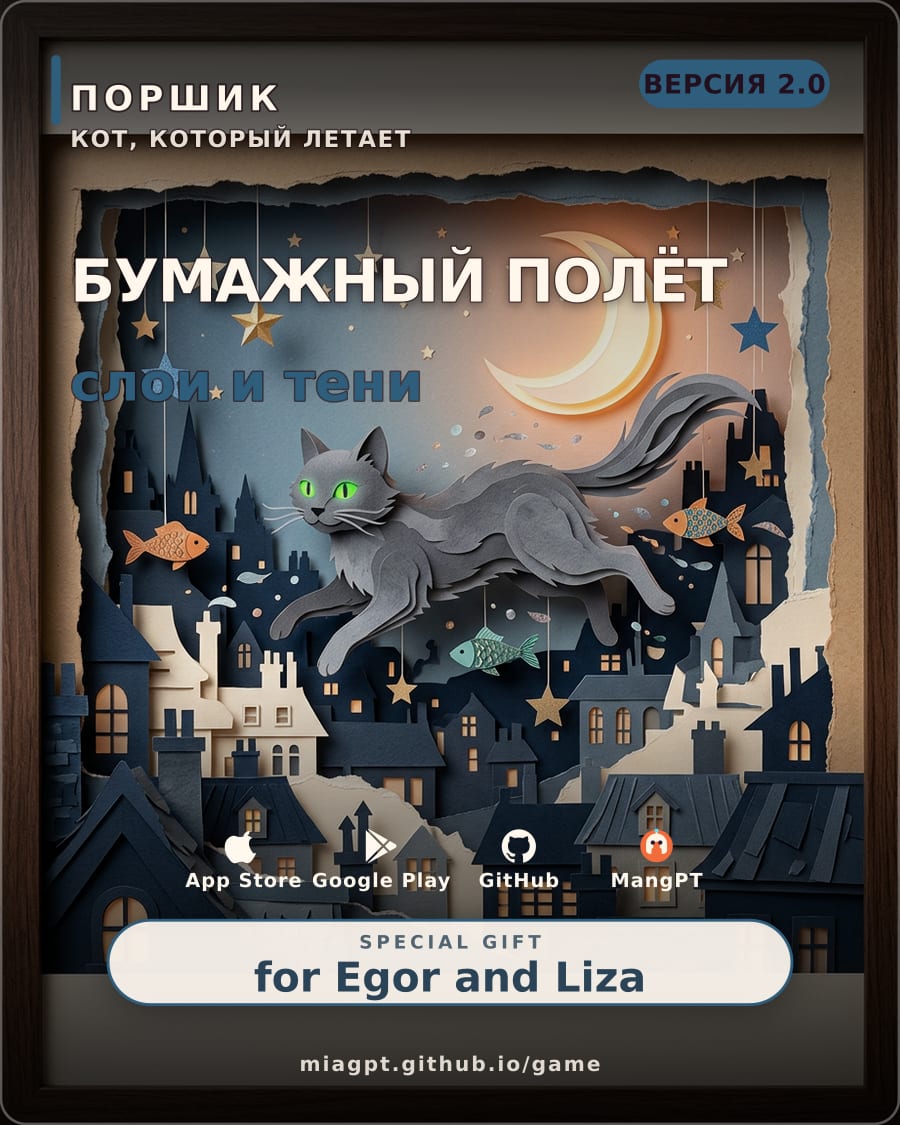 ПОРШИК
ВЕРСИЯ 2.0
КОТ, КОТОРЫЙ ЛЕТАЕТ
БУМАЖНЫЙ ПОЛЁТ
слои и тени
App Store Google Play GitHub MangPT
SPECIAL GIFT
for Egor and Liza
miagpt.github.io/game